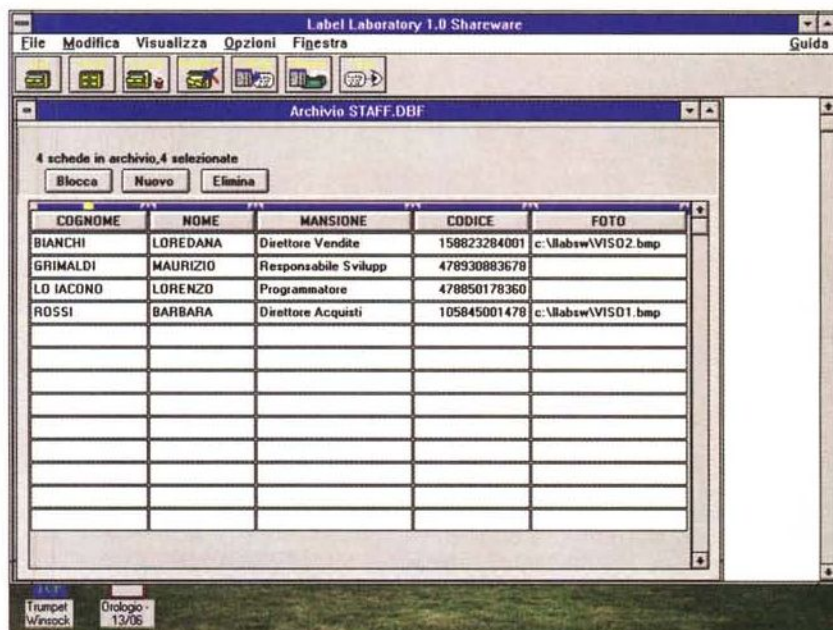 Label Laboratory 1.0 Shareware
File Modifica Visualizza Opzioni Finestra Guida
Archivio STAFF.DBF
4 schede in archivio,4 selezionate
Blocca Nuovo Elimina
COGNOME NOME MANSIONE CODICE FOTO
BIANCHI LOREDANA Direttore Vendite 158823284001 c:\llabsw\VISO2.bmp
GRIMALDI MAURIZIO Responsabile Svilupp 478930883678
LO IACONO LORENZO Programmatore 478850178360
ROSSI BARBARA Direttore Acquisti 105845001478 c:\llabsw\VISO1.bmp
Trumpet Winsock
Orologio - 13/06